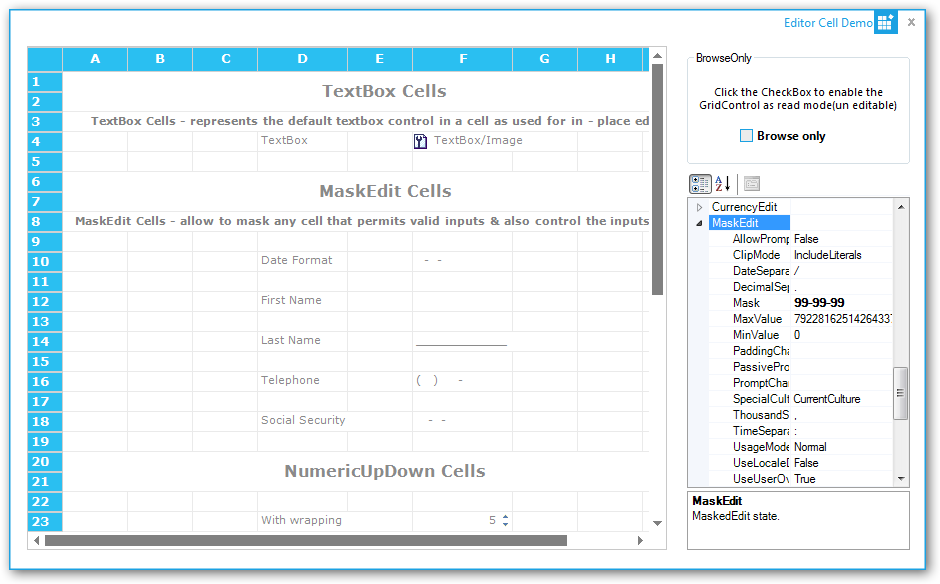 Editor Cell Demo
A B C D E F G H
1
TextBox Cells
2
3 TextBox Cells - represents the default textbox control in a cell as used for in - place ed
4 TextBox TextBox/Image
5
6
MaskEdit Cells
7
8 MaskEdit Cells - allow to mask any cell that permits valid inputs & also control the inputs
9
10 Date Format - -
11
12 First Name
13
14 Last Name _____________
15
16 Telephone ( ) -
17
18 Social Security - -
19
20
NumericUpDown Cells
21
22
23 With wrapping 5
BrowseOnly
Click the CheckBox to enable the
GridControl as read mode(un editable)
Browse only
CurrencyEdit
MaskEdit
AllowPromp False
ClipMode IncludeLiterals
DateSepara /
DecimalSep .
Mask 99-99-99
MaxValue 7922816251426433
MinValue 0
PaddingCha
PassivePro
PromptCha
SpecialCult CurrentCulture
ThousandS ,
TimeSepara :
UsageMode Normal
UseLocaleD False
UseUserOv True
MaskEdit
MaskedEdit state.